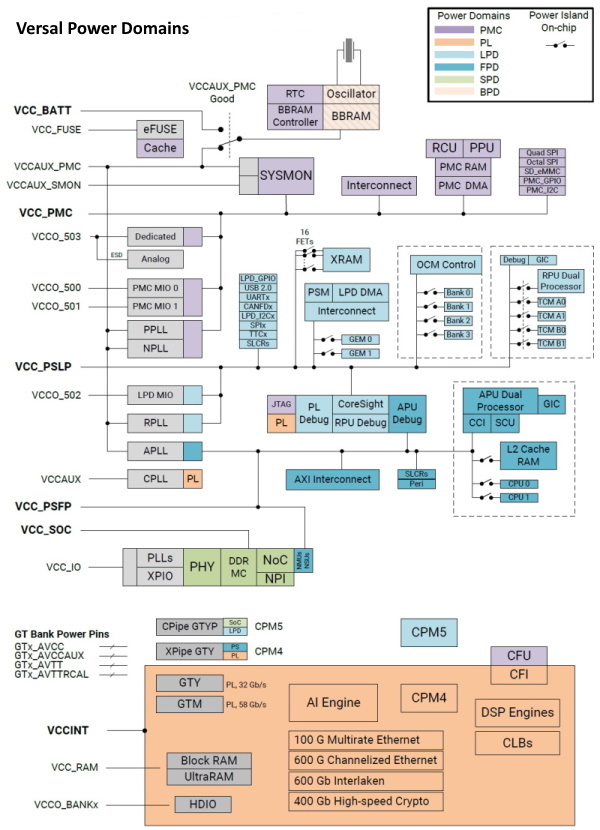 Versal Power Domains
Power Domains
Power Island
On-chip
PMC
PL
LPD
FPD
SPD
BPD
VCCAUX_PMC
Good
RTC
Oscillator
BBRAM
Controller
BBRAM
VCC_BATT
VCC_FUSE
eFUSE
Cache
VCCAUX_PMC
VCCAUX_SMON
SYSMON
Interconnect
RCU
PPU
PMC RAM
PMC DMA
Quad SPI
Octal SPI
SD_eMMC
PMC_GPIO
PMC_I2C
VCC_PMC
VCCO_503
Dedicated
ESD
Analog
16
FETs
XRAM
OCM Control
Bank 0
Bank 1
Bank 2
Bank 3
Debug
GIC
RPU Dual
Processor
TCM A0
TCM A1
TCM B0
TCM B1
VCCO_500
PMC MIO 0
VCCO_501
PMC MIO 1
LPD_GPIO
USB 2.0
UARTx
CANFDx
LPD_I2Cx
SPIx
TTCx
SLCRs
PSM
LPD DMA
Interconnect
GEM 0
GEM 1
PPLL
NPLL
VCC_PSLP
VCCO_502
LPD MIO
RPLL
JTAG
PL
PL
Debug
CoreSight
RPU Debug
APU
Debug
APU Dual
Processor
GIC
CCI
SCU
L2 Cache
RAM
CPU 0
CPU 1
APLL
VCCAUX
CPLL
PL
AXI Interconnect
SLCRs
Peri
VCC_PSFP
VCC_SOC
VCC_IO
PLLs
XPIO
PHY
DDR
MC
NoC
NPI
NMUs
NSUs
GT Bank Power Pins
GTx_AVCC
GTx_AVCCAUX
GTx_AVTT
GTx_AVTTRCAL
CPipe GTYP
SoC
LPD
CPM5
XPipe GTY
PS
PL
CPM4
CPM5
CFU
CFI
GTY
PL, 32 Gb/s
GTM
PL, 58 Gb/s
AI Engine
CPM4
DSP Engines
CLBs
VCCINT
100 G Multirate Ethernet
600 G Channelized Ethernet
600 Gb Interlaken
400 Gb High-speed Crypto
VCC_RAM
Block RAM
UltraRAM
VCCO_BANKx
HDIO